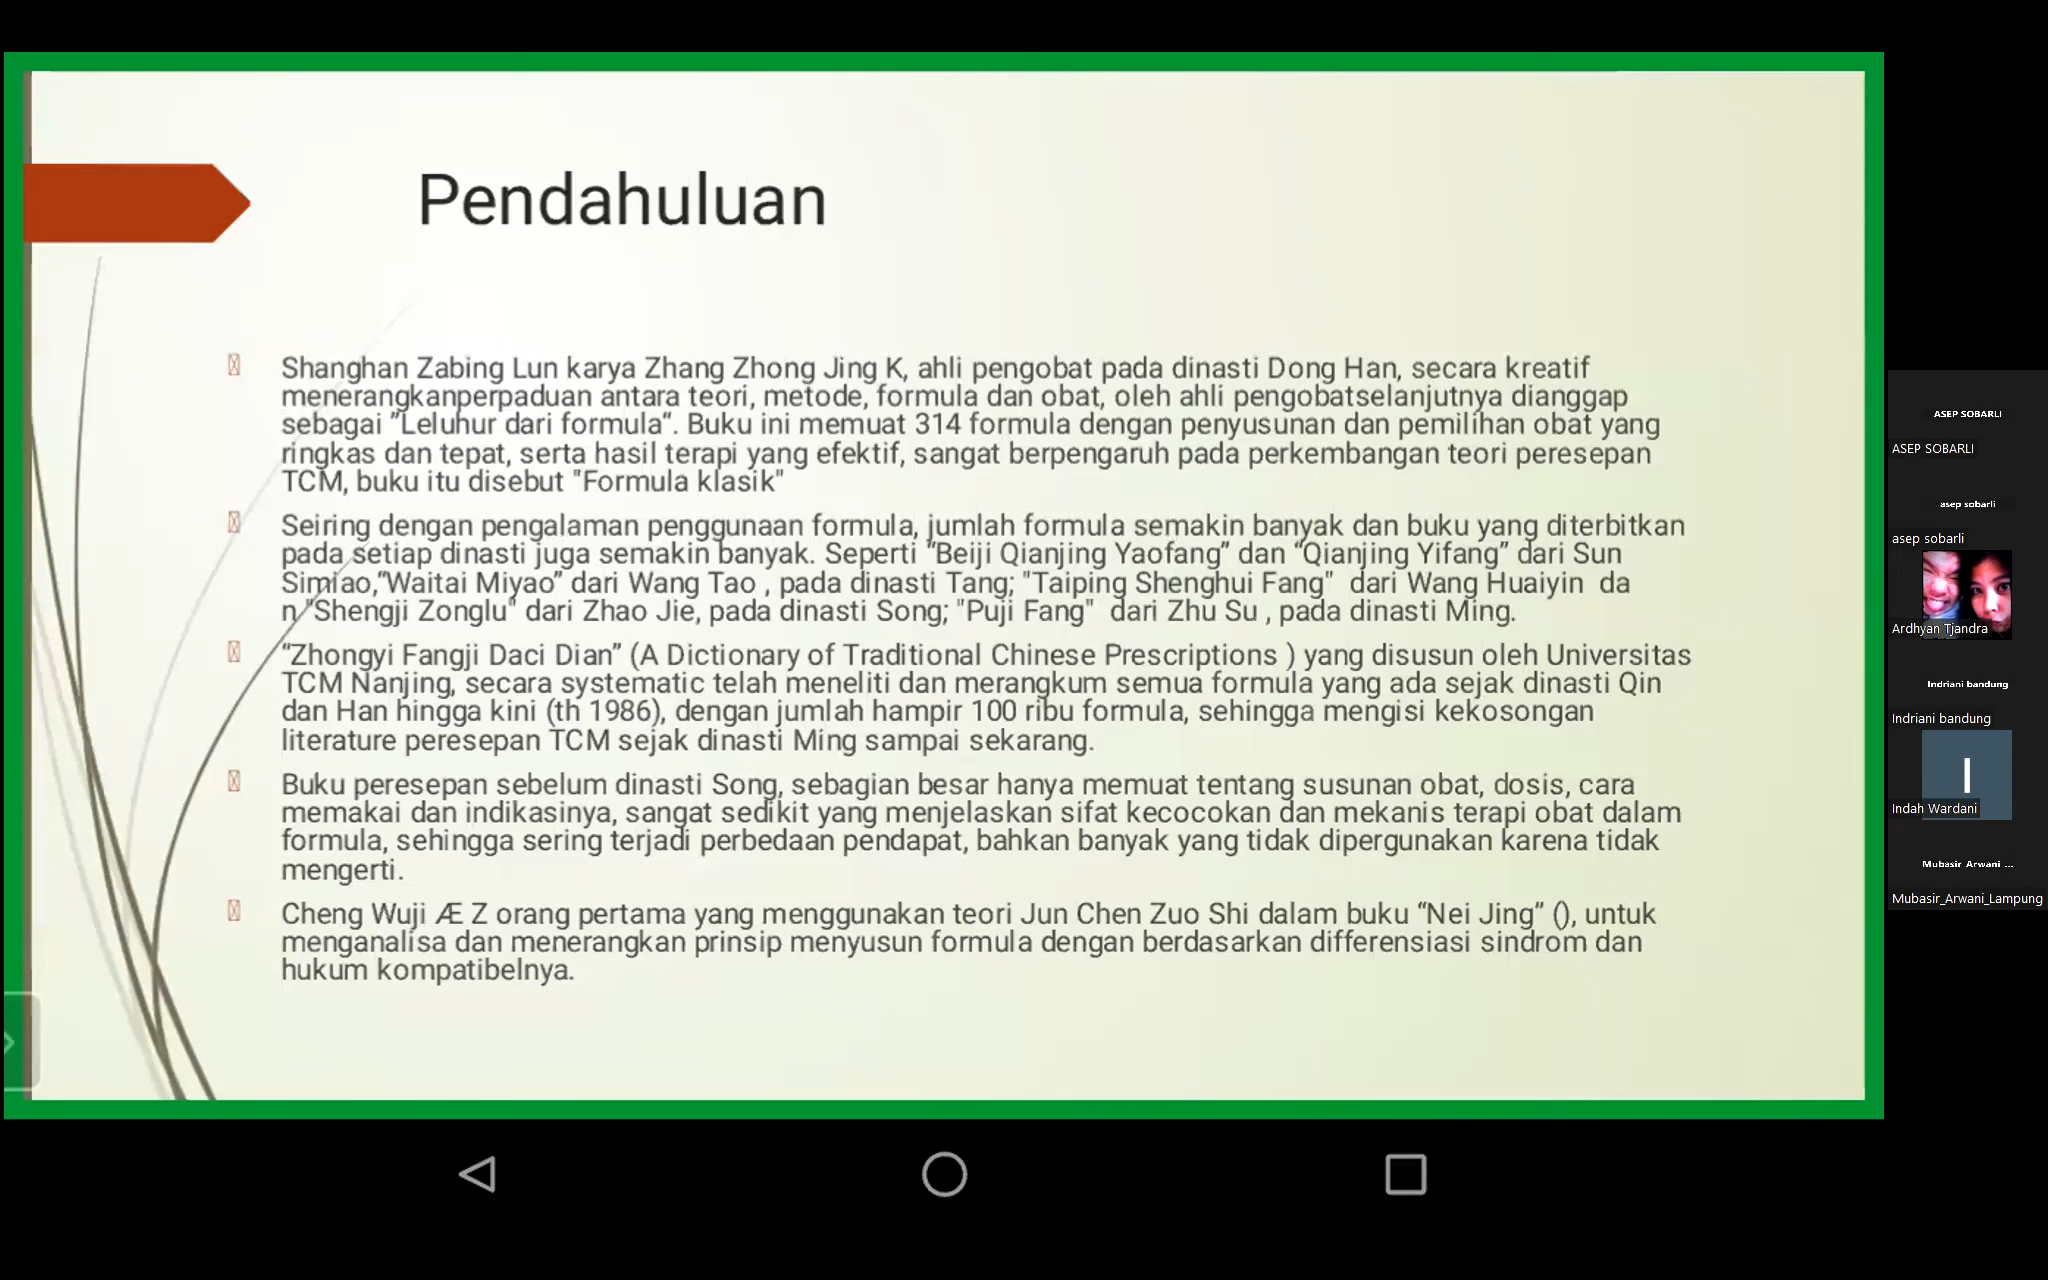 Pendahuluan
Shanghan Zabing Lun karya Zhang Zhong Jing K, ahli pengobat pada dinasti Dong Han, secara kreatif
menerangkanperpaduan antara teori, metode, formula dan obat, oleh ahli pengobatselanjutnya dianggap
sebagai "Leluhur dari formula“. Buku ini memuat 314 formula dengan penyusunan dan pemilihan obat yang
ringkas dan tepat, serta hasil terapi yang efektif, sangat berpengaruh pada perkembangan teori peresepan
TCM, buku itu disebut "Formula klasik"
Seiring dengan pengalaman penggunaan formula, jumlah formula semakin banyak dan buku yang diterbitkan
pada setiap dinasti juga semakin banyak. Seperti “Beiji Qianjing Yaofang” dan “Qianjing Yifang” dari Sun
Simiao,“Waitai Miyao” dari Wang Tao , pada dinasti Tang; "Taiping Shenghui Fang" dari Wang Huaiyin da
n "Shengji Zonglu" dari Zhao Jie, pada dinasti Song; "Puji Fang" dari Zhu Su , pada dinasti Ming.
“Zhongyi Fangji Daci Dian” (A Dictionary of Traditional Chinese Prescriptions ) yang disusun oleh Universitas
TCM Nanjing, secara systematic telah meneliti dan merangkum semua formula yang ada sejak dinasti Qin
dan Han hingga kini (th 1986), dengan jumlah hampir 100 ribu formula, sehingga mengisi kekosongan
literature peresepan TCM sejak dinasti Ming sampai sekarang.
Buku peresepan sebelum dinasti Song, sebagian besar hanya memuat tentang susunan obat, dosis, cara
memakai dan indikasinya, sangat sedikit yang menjelaskan sifat kecocokan dan mekanis terapi obat dalam
formula, sehingga sering terjadi perbedaan pendapat, bahkan banyak yang tidak dipergunakan karena tidak
mengerti.
Cheng Wuji Æ Z orang pertama yang menggunakan teori Jun Chen Zuo Shi dalam buku “Nei Jing” (), untuk
menganalisa dan menerangkan prinsip menyusun formula dengan berdasarkan differensiasi sindrom dan
hukum kompatibelnya.
ASEP SOBARLI
ASEP SOBARLI
asep sobarli
asep sobarli
Ardhyan Tjandra
Indriani bandung
Indriani bandung
I
Indah Wardani
Mubasir Arwani ...
Mubasir_Arwani_Lampung